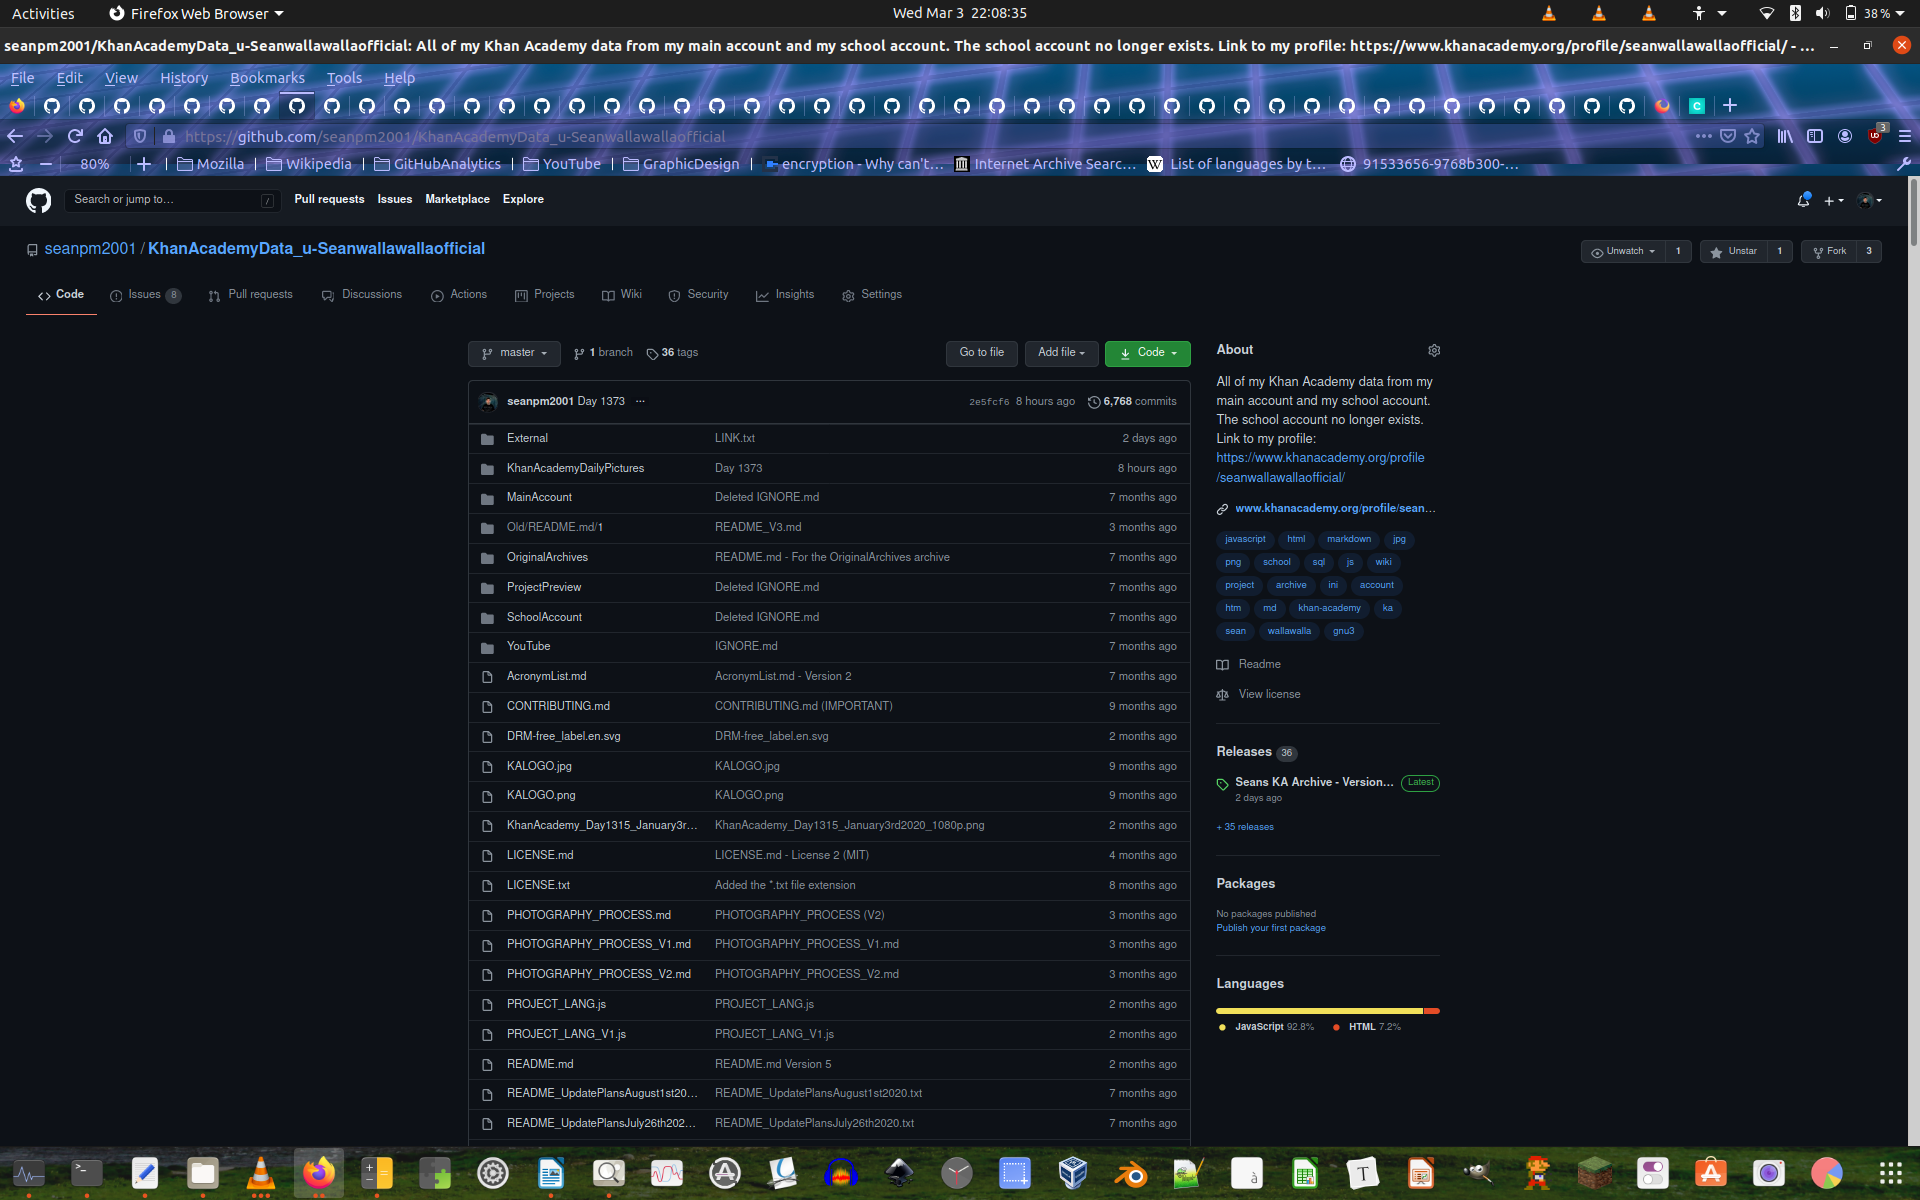 Activities Firefox Web Browser Wed Mar 3 22:08:35 38 %
seanpm2001/KhanAcademyData_u-Seanwallawallaofficial: All of my Khan Academy data from my main account and my school account. The school account no longer exists. Link to my profile: https://www.khanacademy.org/profile/seanwallawallaofficial/ - ...
File Edit View History Bookmarks Tools Help
https://github.com/seanpm2001/KhanAcademyData_u-Seanwallawallaofficial 3
80% Mozilla Wikipedia GitHubAnalytics YouTube GraphicDesign encryption - Why can't... Internet Archive Searc... List of languages by t... 91533656-9768b300-...
Search or jump to... / Pull requests Issues Marketplace Explore
seanpm2001 / KhanAcademyData_u-Seanwallawallaofficial Unwatch 1 Unstar 1 Fork 3
Code Issues 8 Pull requests Discussions Actions Projects Wiki Security Insights Settings
master 1 branch 36 tags Go to file Add file Code
seanpm2001 Day 1373 ... 2e5fcf6 8 hours ago 6,768 commits
External LINK.txt 2 days ago
KhanAcademyDailyPictures Day 1373 8 hours ago
MainAccount Deleted IGNORE.md 7 months ago
Old/README.md/1 README_V3.md 3 months ago
OriginalArchives README.md - For the OriginalArchives archive 7 months ago
ProjectPreview Deleted IGNORE.md 7 months ago
SchoolAccount Deleted IGNORE.md 7 months ago
YouTube IGNORE.md 7 months ago
AcronymList.md AcronymList.md - Version 2 7 months ago
CONTRIBUTING.md CONTRIBUTING.md (IMPORTANT) 9 months ago
DRM-free_label.en.svg DRM-free_label.en.svg 2 months ago
KALOGO.jpg KALOGO.jpg 9 months ago
KALOGO.png KALOGO.png 9 months ago
KhanAcademy_Day1315_January3r... KhanAcademy_Day1315_January3rd2020_1080p.png 2 months ago
LICENSE.md LICENSE.md - License 2 (MIT) 4 months ago
LICENSE.txt Added the *.txt file extension 8 months ago
PHOTOGRAPHY_PROCESS.md PHOTOGRAPHY_PROCESS (V2) 3 months ago
PHOTOGRAPHY_PROCESS_V1.md PHOTOGRAPHY_PROCESS_V1.md 3 months ago
PHOTOGRAPHY_PROCESS_V2.md PHOTOGRAPHY_PROCESS_V2.md 3 months ago
PROJECT_LANG.js PROJECT_LANG.js 2 months ago
PROJECT_LANG_V1.js PROJECT_LANG_V1.js 2 months ago
README.md README.md Version 5 2 months ago
README_UpdatePlansAugust1st20... README_UpdatePlansAugust1st2020.txt 7 months ago
README_UpdatePlansJuly26th202... README_UpdatePlansJuly26th2020.txt 7 months ago
About
All of my Khan Academy data from my
main account and my school account.
The school account no longer exists.
Link to my profile:
https://www.khanacademy.org/profile
/seanwallawallaofficial/
www.khanacademy.org/profile/sean...
javascript html markdown jpg
png school sql js wiki
project archive ini account
htm md khan-academy ka
sean wallawalla gnu3
Readme
View license
Releases 36
Seans KA Archive - Version... Latest
2 days ago
+ 35 releases
Packages
No packages published
Publish your first package
Languages
JavaScript 92.8% HTML 7.2%